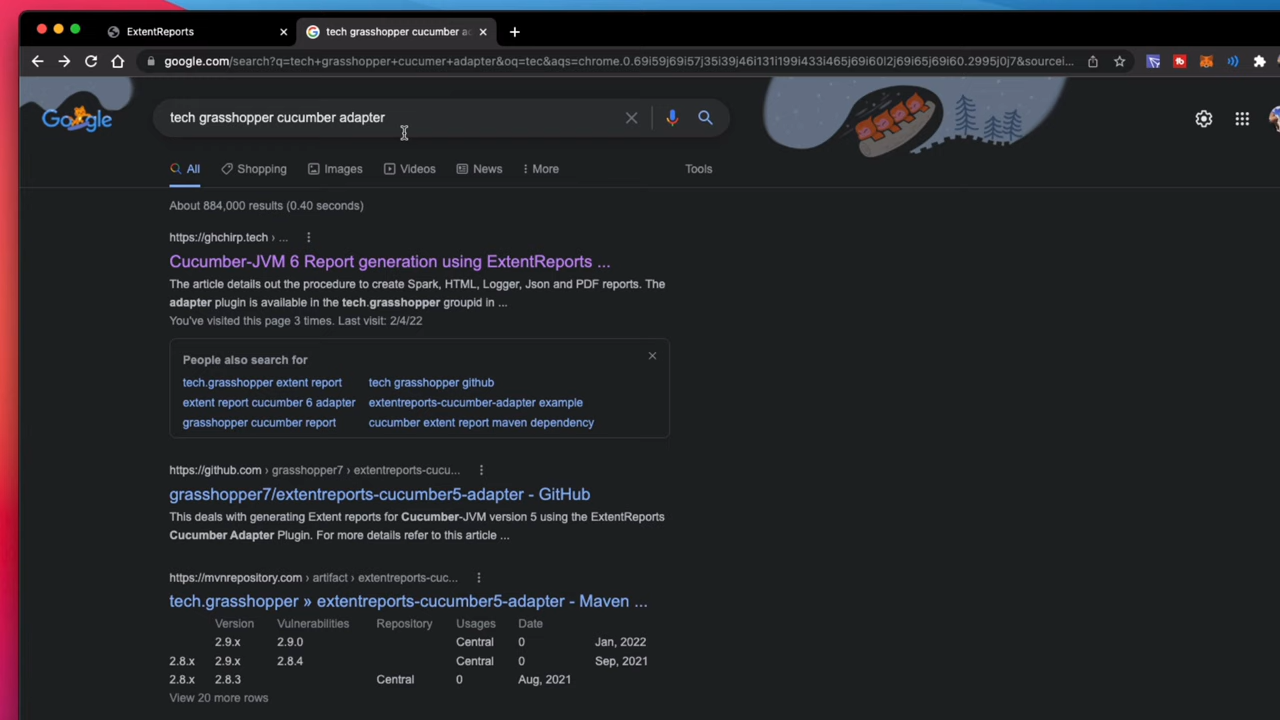 ExtentReports
tech grasshopper cucumber ad
google.com/search?q=tech+grasshopper+cucumer+adapter&oq=tec&aqs=chrome.0.69i59j69i57j35i39j46i131i199i433i465j69i60l2j69i65j69i60.2995j0j7&sourcei...
Google
tech grasshopper cucumber adapter
All
Shopping
Images
Videos
News
More
Tools
About 884,000 results (0.40 seconds)
https://ghchirp.tech › ...
Cucumber-JVM 6 Report generation using ExtentReports ...
The article details out the procedure to create Spark, HTML, Logger, Json and PDF reports. The
adapter plugin is available in the tech.grasshopper groupid in ...
You've visited this page 3 times. Last visit: 2/4/22
People also search for
tech.grasshopper extent report
tech grasshopper github
extent report cucumber 6 adapter
extentreports-cucumber-adapter example
grasshopper cucumber report
cucumber extent report maven dependency
https://github.com › grasshopper7 › extentreports-cucu...
grasshopper7/extentreports-cucumber5-adapter - GitHub
This deals with generating Extent reports for Cucumber-JVM version 5 using the ExtentReports
Cucumber Adapter Plugin. For more details refer to this article ...
https://mvnrepository.com › artifact › extentreports-cuc...
tech.grasshopper » extentreports-cucumber5-adapter - Maven ...
Version Vulnerabilities Repository Usages Date
2.9.x 2.9.0 Central 0 Jan, 2022
2.8.x 2.9.x 2.8.4 Central 0 Sep, 2021
2.8.x 2.8.3 Central 0 Aug, 2021
View 20 more rows